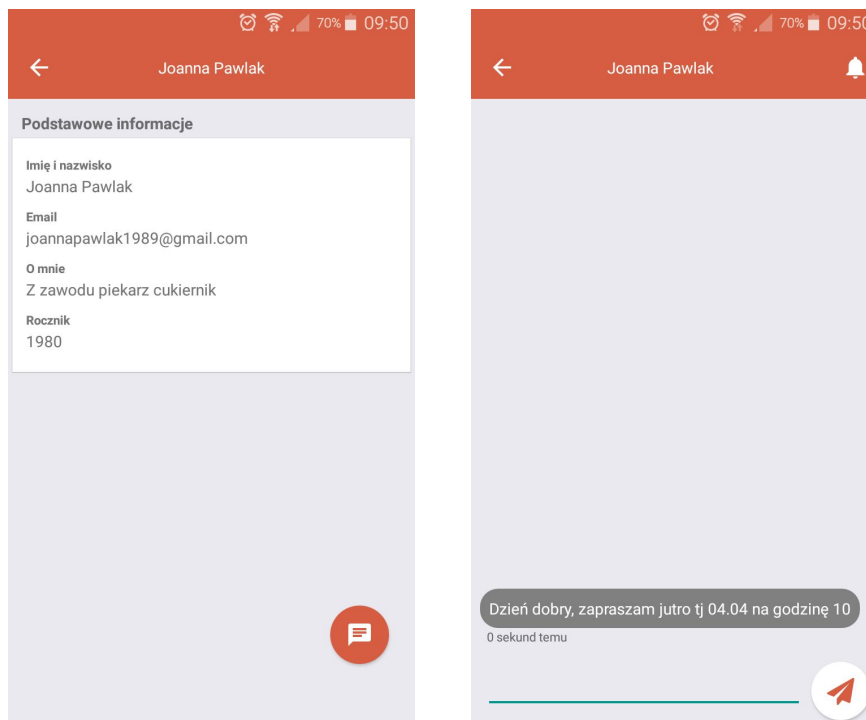 70% 09:50
Joanna Pawlak
Podstawowe informacje
Imię i nazwisko
Joanna Pawlak
Email
joannapawlak1989@gmail.com
O mnie
Z zawodu piekarz cukiernik
Rocznik
1980
70% 09:50
Joanna Pawlak
Dzień dobry, zapraszam jutro tj 04.04 na godzinę 10
0 sekund temu